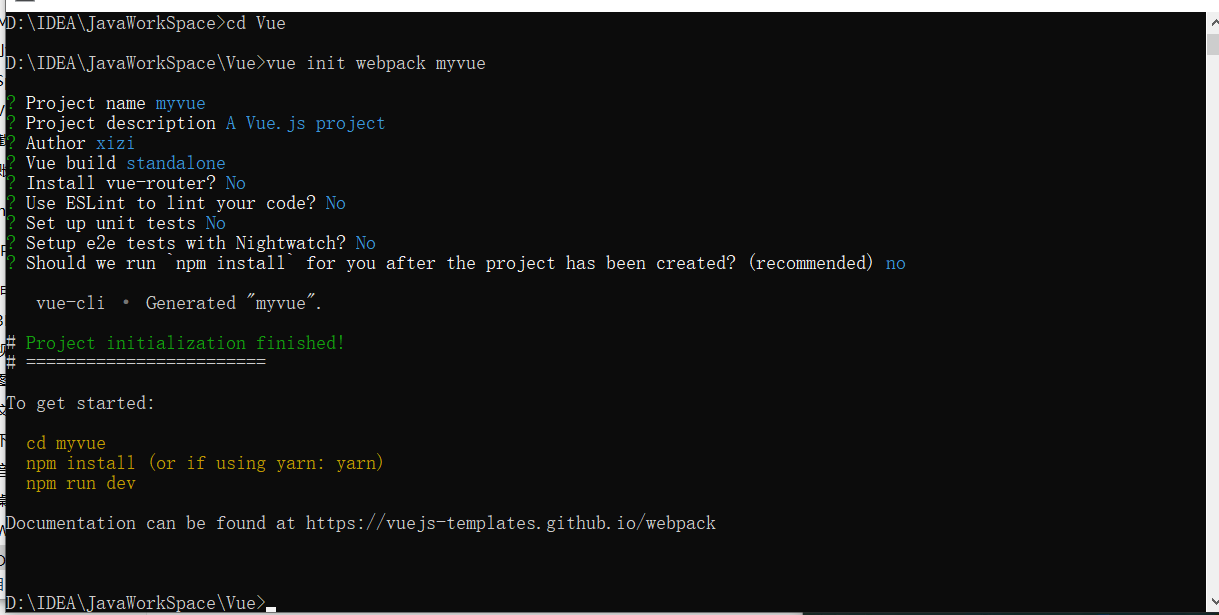 D:\IDEA\JavaWorkSpace>cd Vue
D:\IDEA\JavaWorkSpace\Vue>vue init webpack myvue
? Project name myvue
? Project description A Vue.js project
? Author xizi
? Vue build standalone
? Install vue-router? No
? Use ESLint to lint your code? No
? Set up unit tests No
? Setup e2e tests with Nightwatch? No
? Should we run `npm install` for you after the project has been created? (recommended) no
vue-cli · Generated "myvue".
# Project initialization finished!
# ========================
To get started:
cd myvue
npm install (or if using yarn: yarn)
npm run dev
Documentation can be found at https://vuejs-templates.github.io/webpack
D:\IDEA\JavaWorkSpace\Vue>